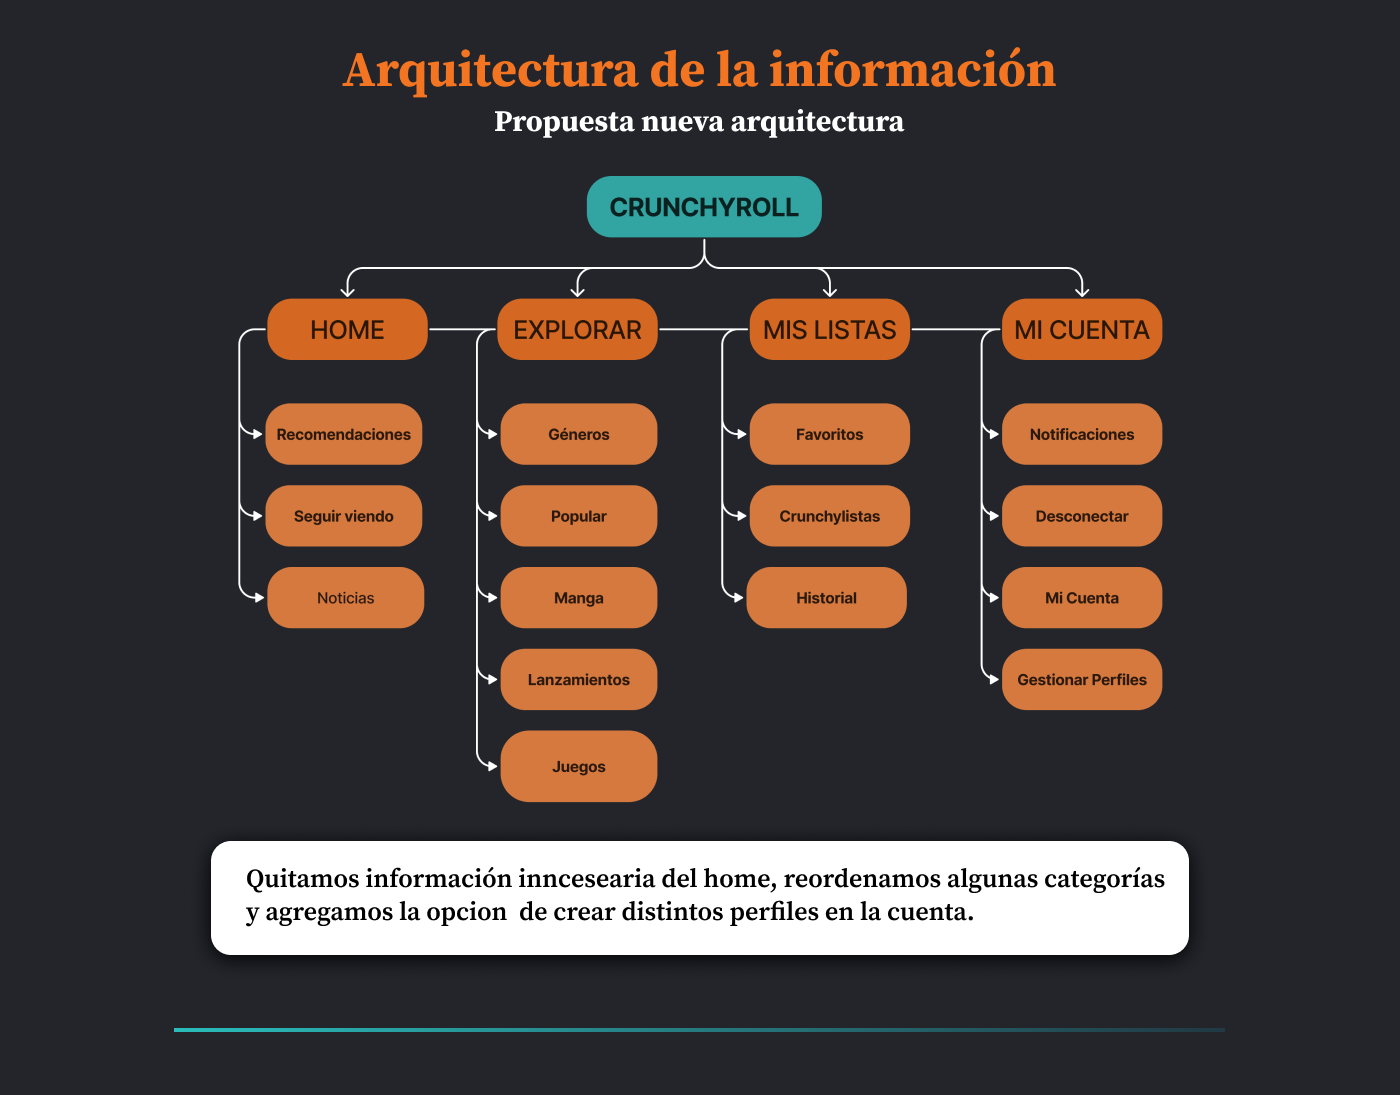 Arquitectura de la información
Propuesta nueva arquitectura
CRUNCHYROLL
HOME
EXPLORAR
MIS LISTAS
MI CUENTA
Recomendaciones
Géneros
Favoritos
Notificaciones
Seguir viendo
Popular
Crunchylistas
Desconectar
Noticias
Manga
Historial
Mi Cuenta
Lanzamientos
Gestionar Perfiles
Juegos
Quitamos información inncesearia del home, reordenamos algunas categorías
y agregamos la opcion  de crear distintos perfiles en la cuenta.